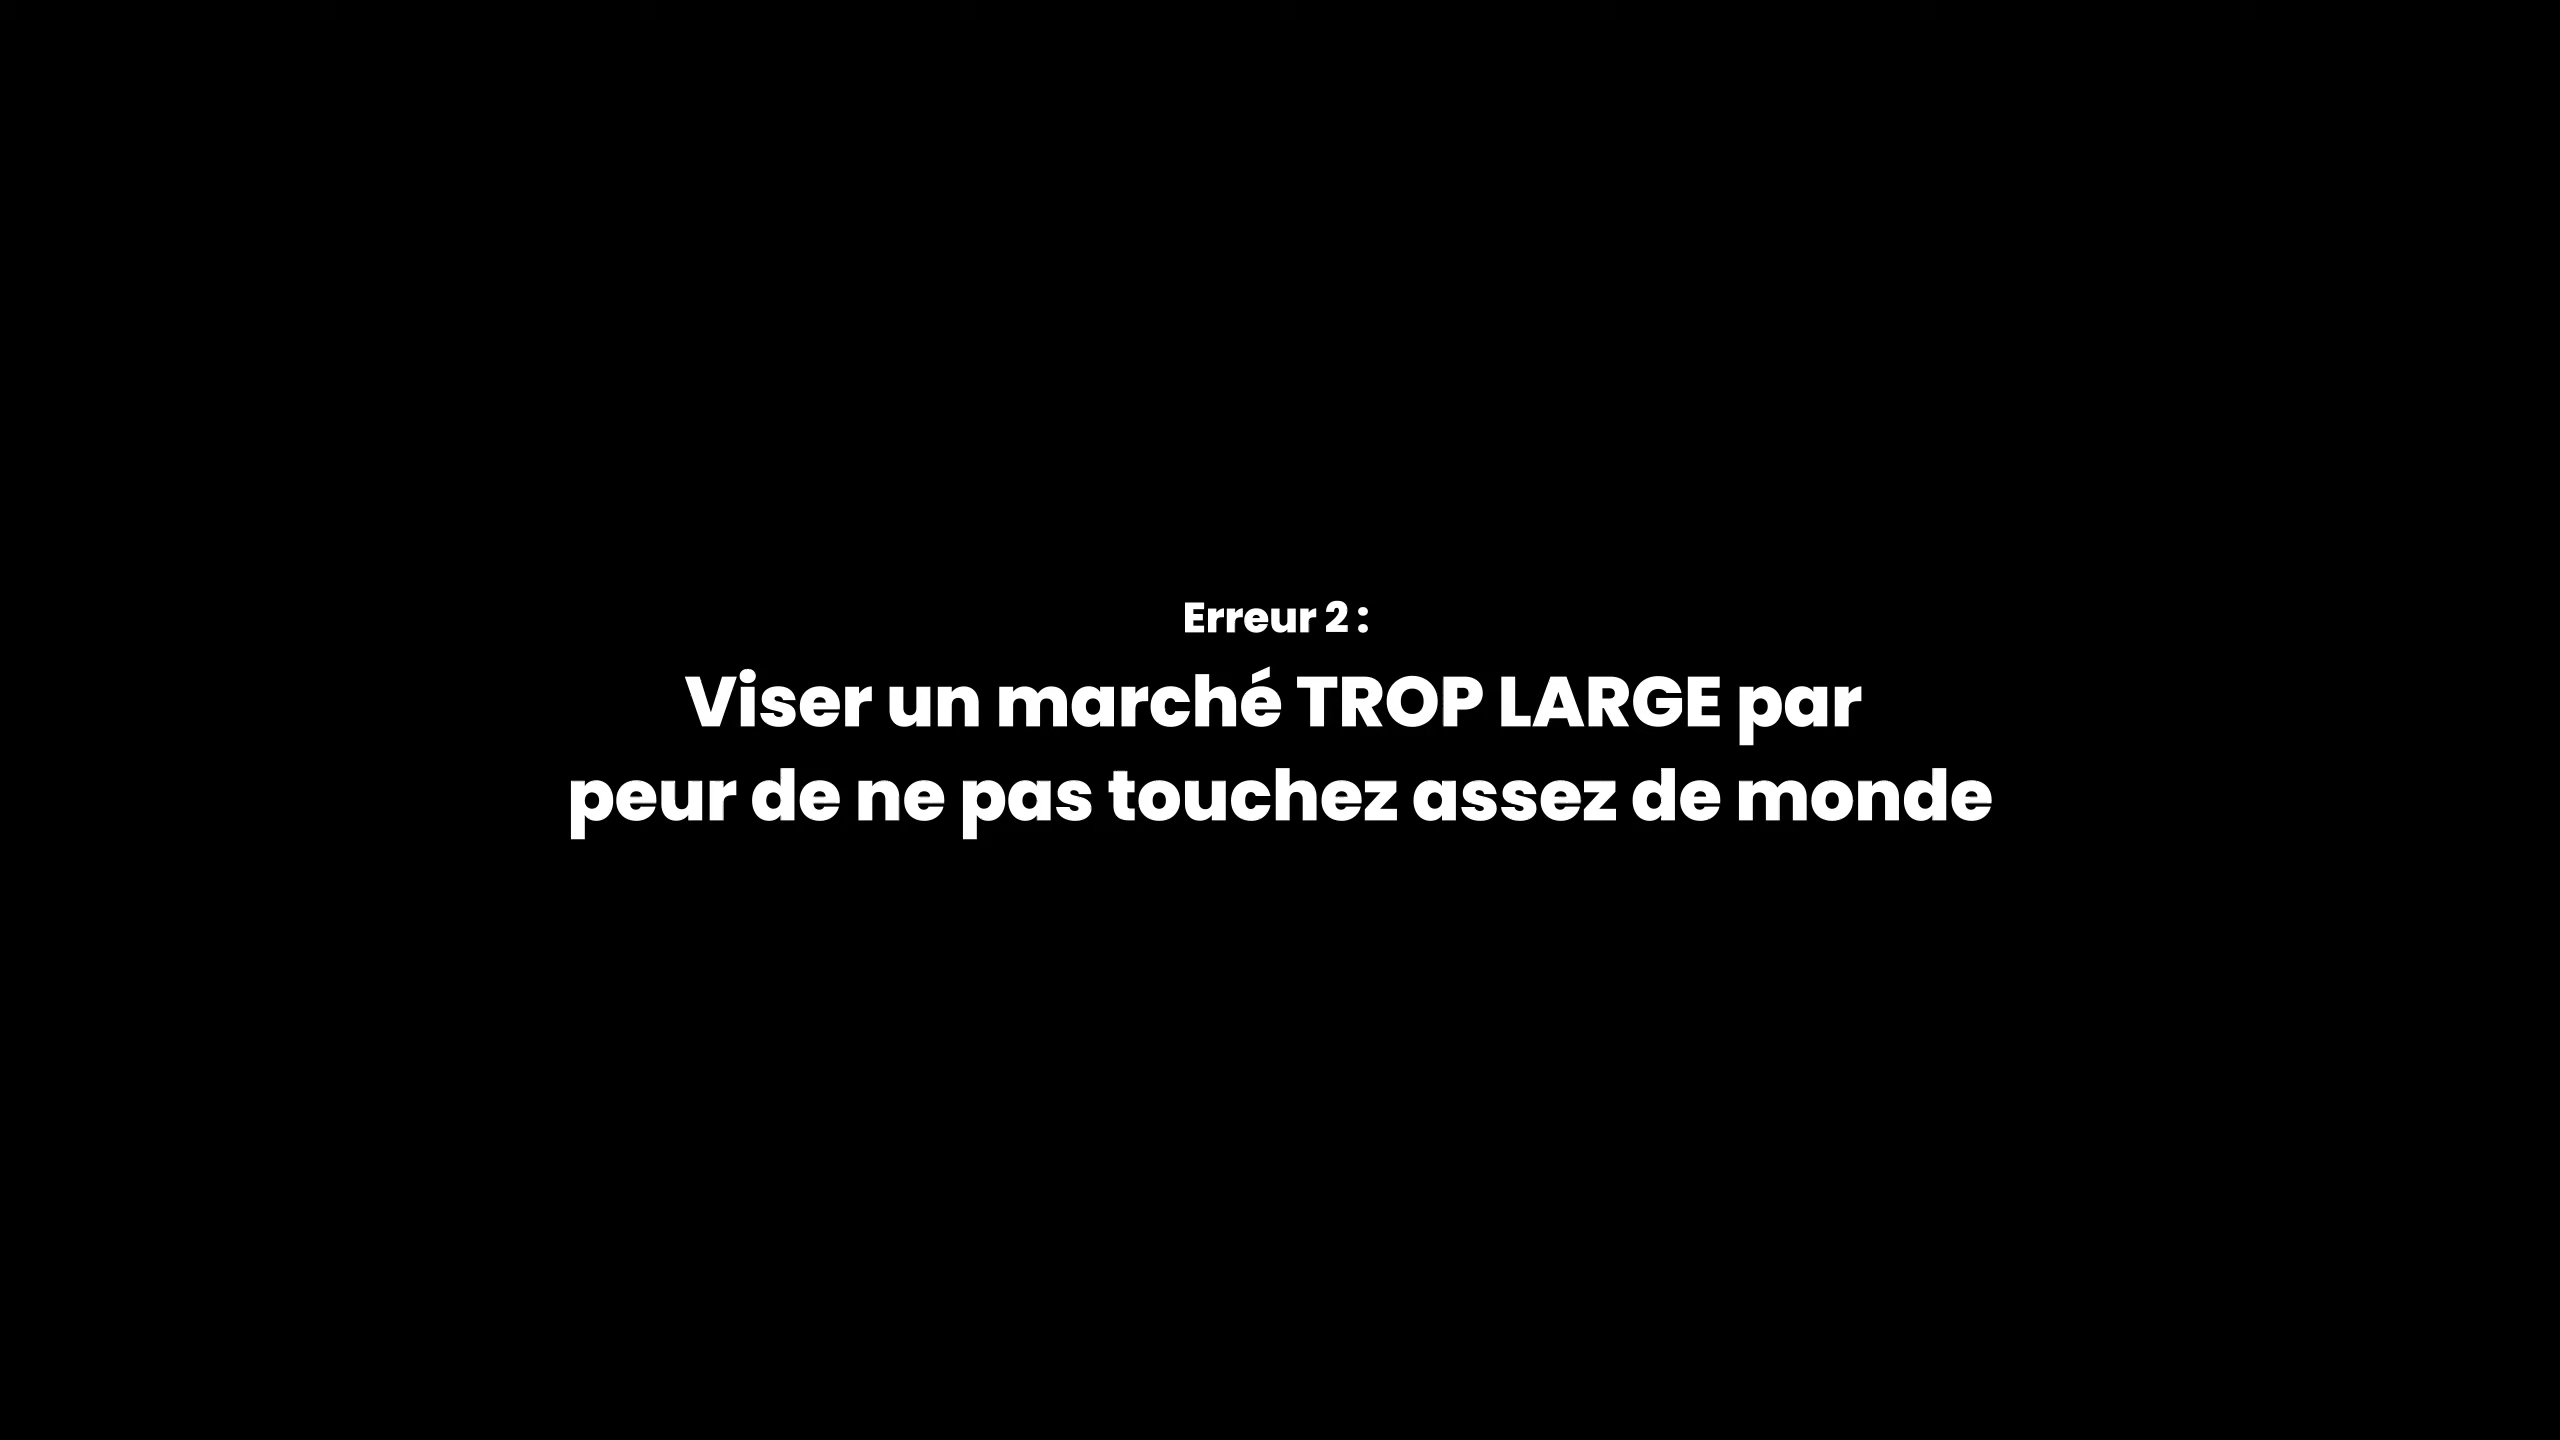 Erreur 2 :
Viser un marché TROP LARGE par
peur de ne pas touchez assez de monde